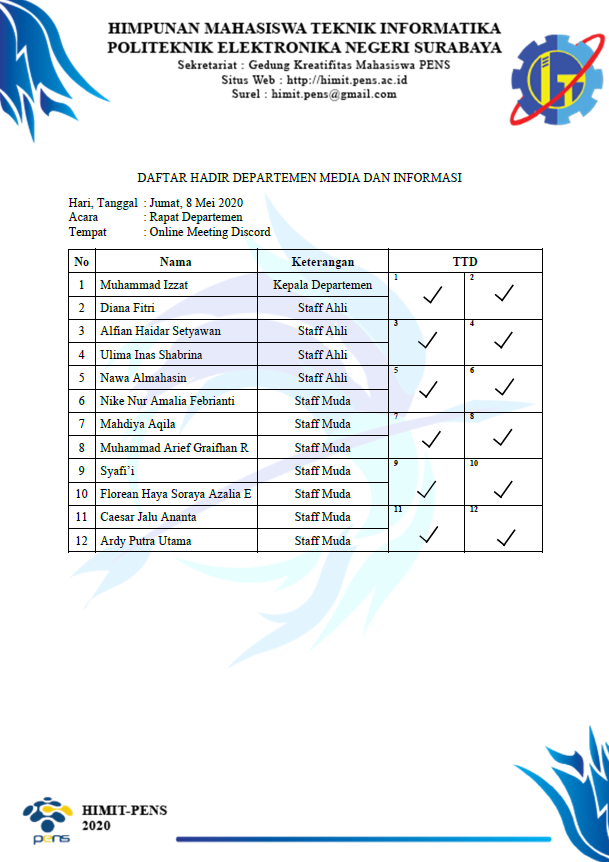 HIMPUNAN MAHASISWA TEKNIK INFORMATIKA
POLITEKNIK ELEKTRONIKA NEGERI SURABAYA
Sekretariat : Gedung Kreatifitas Mahasiswa PENS
Situs Web : http://himit.pens.ac.id
Surel : himit.pens@gmail.com
DAFTAR HADIR DEPARTEMEN MEDIA DAN INFORMASI
Hari, Tanggal : Jumat, 8 Mei 2020
Acara : Rapat Departemen
Tempat : Online Meeting Discord
No Nama Keterangan TTD
1 Muhammad Izzat Kepala Departemen 1 ✓ 2 ✓
2 Diana Fitri Staff Ahli
3 Alfian Haidar Setyawan Staff Ahli 3 ✓ 4 ✓
4 Ulima Inas Shabrina Staff Ahli
5 Nawa Almahasin Staff Ahli 5 ✓ 6 ✓
6 Nike Nur Amalia Febrianti Staff Muda
7 Mahdiya Aqila Staff Muda 7 ✓ 8 ✓
8 Muhammad Arief Graifhan R Staff Muda
9 Syafi’i Staff Muda 9 ✓ 10 ✓
10 Florean Haya Soraya Azalia E Staff Muda
11 Caesar Jalu Ananta Staff Muda 11 ✓ 12 ✓
12 Ardy Putra Utama Staff Muda
pens
HIMIT-PENS
2020